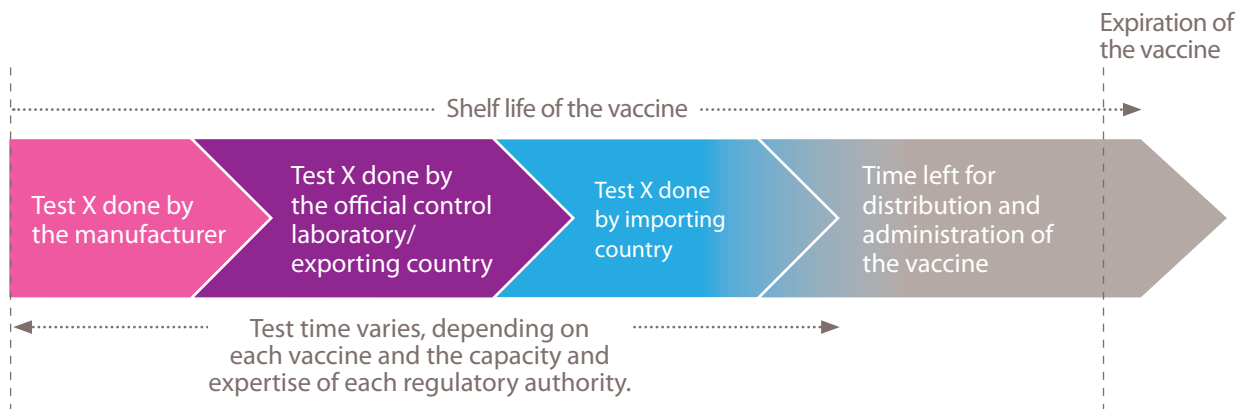 Expiration of
the vaccine
Shelf life of the vaccine
Test X done by
the manufacturer
Test X done by
the official control
laboratory/
exporting country
Test X done
by importing
country
Time left for
distribution and
administration of
the vaccine
Test time varies, depending on
each vaccine and the capacity and
expertise of each regulatory authority.